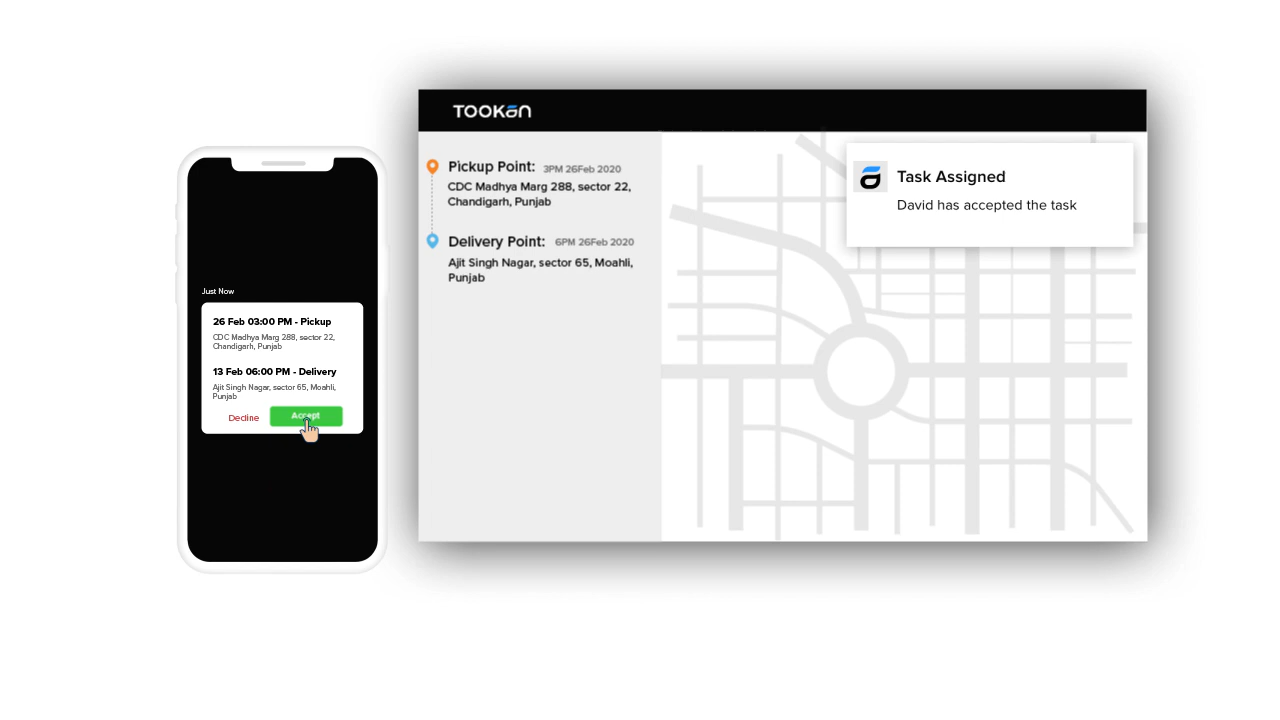 Just Now
26 Feb 03:00 PM - Pickup
CDC Madhya Marg 288, sector 22,
Chandigarh, Punjab
13 Feb 06:00 PM - Delivery
Ajit Singh Nagar, sector 65, Moahli,
Punjab
Decline
Accept
TOOKAN
Pickup Point: 3PM 26Feb 2020
CDC Madhya Marg 288, sector 22,
Chandigarh, Punjab
Delivery Point: 6PM 26Feb 2020
Ajit Singh Nagar, sector 65, Moahli,
Punjab
Task Assigned
David has accepted the task